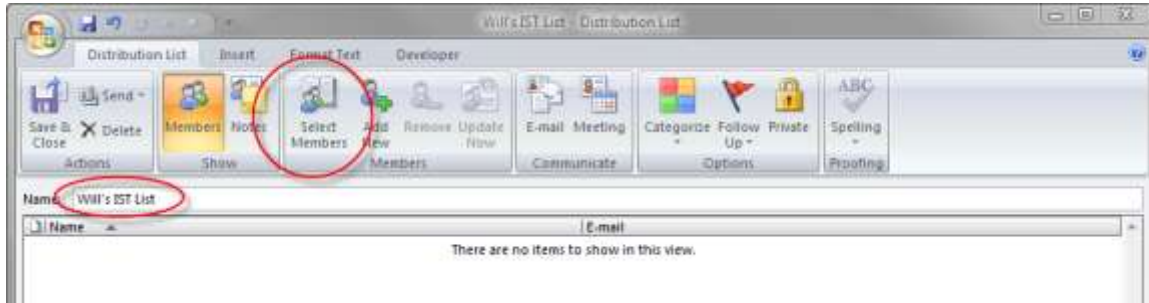 Will's IST List - Distribution List
Distribution List Insert Format Text Developer
Save & Close Send Delete Members Notes Select Members Add New Remove Update Now E-mail Meeting Categorize Follow Up Private ABC Spelling
Actions Show Members Communicate Options Proofing
Name: Will's IST List
Name E-mail
There are no items to show in this view.